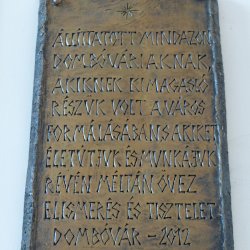 ÁLLÍTTATOTT MINDAZON
DOMBÓVÁRIAKNAK,
AKIKNEK KIMAGASLÓ
RÉSZÜK VOLT A VÁROS
FORMÁLÁSÁBAN S AKIKET
ÉLETÚTJUK ÉS MUNKÁJUK
RÉVÉN MÉLTÁN ÖVEZ
ELISMERÉS ÉS TISZTELET
DOMBÓVÁR - 2012